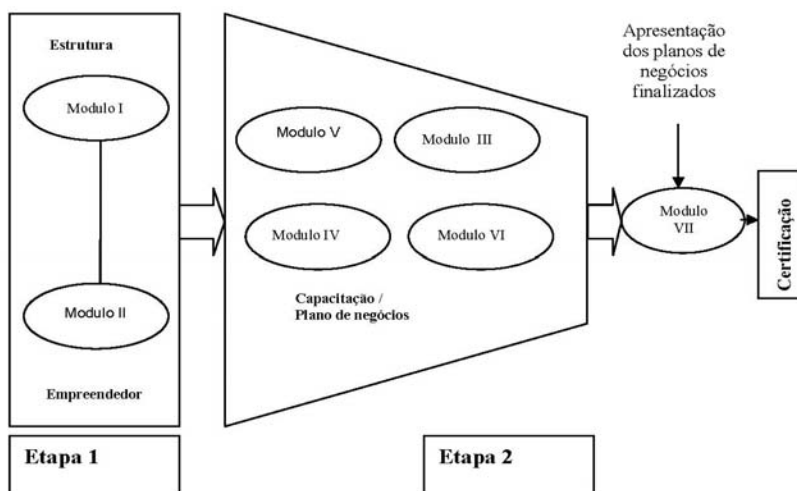 Estrutura
Modulo I
Modulo II
Empreendedor
Etapa 1
Modulo V
Modulo III
Modulo IV
Modulo VI
Capacitação /
Plano de negócios
Etapa 2
Apresentação
dos planos de
negócios
finalizados
Modulo
VII
Certificação